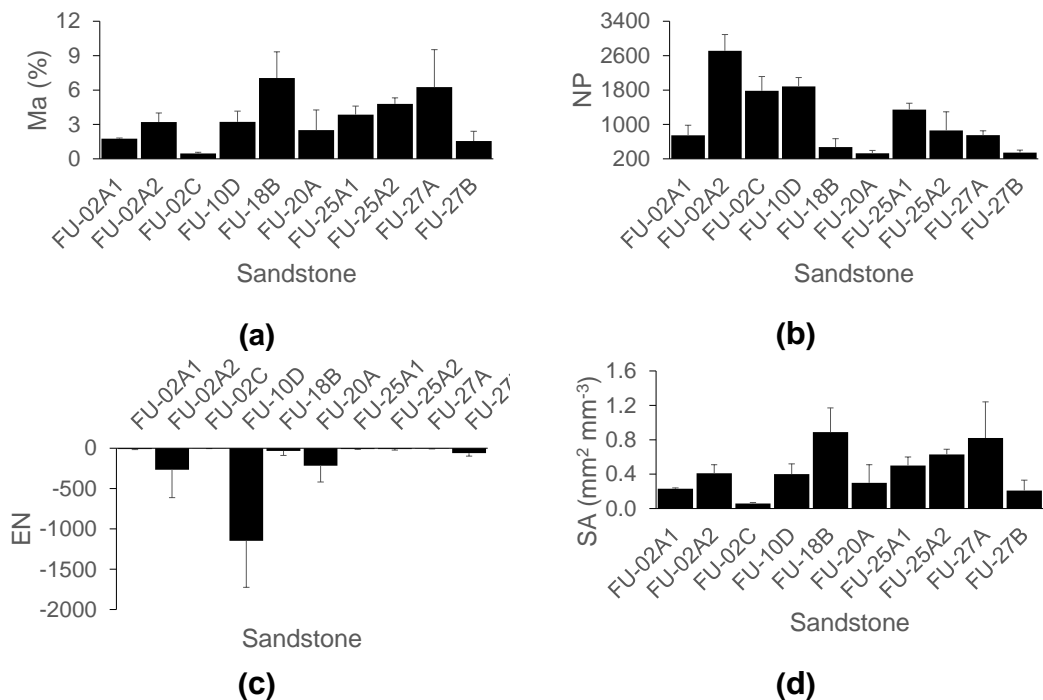 Ma (%)
12
9
6
3
0
FU-02A1
FU-02A2
FU-02C
FU-10D
FU-18B
FU-20A
FU-25A1
FU-25A2
FU-27A
FU-27B
Sandstone
(a)
NP
3400
2600
1800
1000
200
FU-02A1
FU-02A2
FU-02C
FU-10D
FU-18B
FU-20A
FU-25A1
FU-25A2
FU-27A
FU-27B
Sandstone
(b)
FU-02A1
FU-02A2
FU-02C
FU-10D
FU-18B
FU-20A
FU-25A1
FU-25A2
FU-27A
FU-27
EN
0
-500
-1000
-1500
-2000
Sandstone
(c)
SA (mm² mm⁻³)
1.6
1.2
0.8
0.4
0.0
FU-02A1
FU-02A2
FU-02C
FU-10D
FU-18B
FU-20A
FU-25A1
FU-25A2
FU-27A
FU-27B
Sandstone
(d)